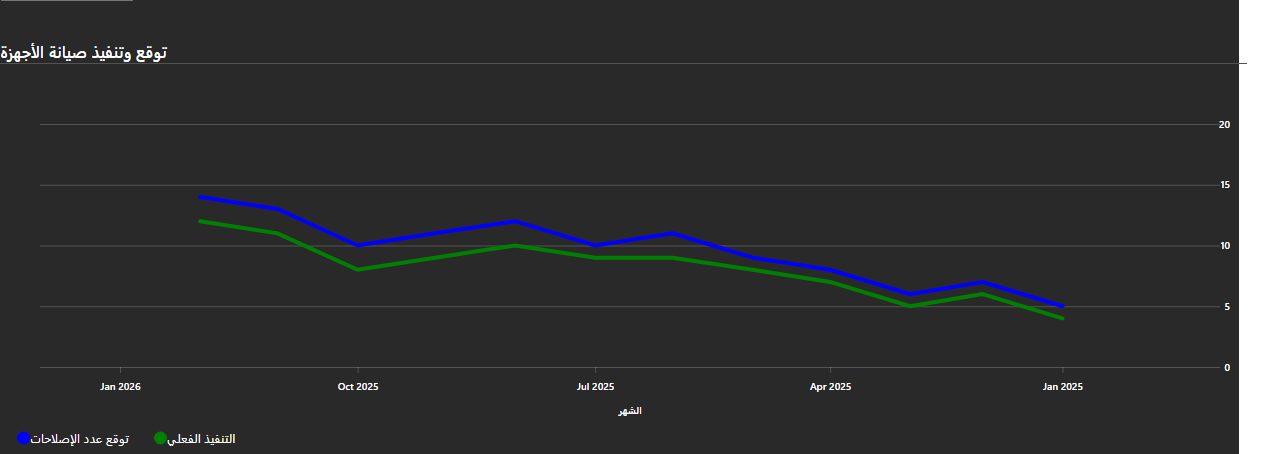 توقع وتنفيذ صيانة الأجهزة
20
15
10
5
0
Jan 2025
Apr 2025
Jul 2025
Oct 2025
Jan 2026
الشهر
التنفيذ الفعلي
توقع عدد الإصلاحات